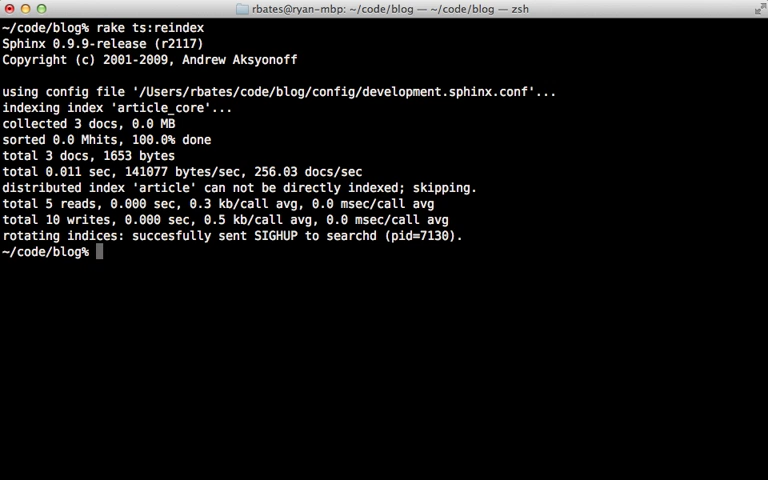 rbates@ryan-mbp: ~/code/blog — ~/code/blog — zsh
~/code/blog% rake ts:reindex
Sphinx 0.9.9-release (r2117)
Copyright (c) 2001-2009, Andrew Aksyonoff
using config file '/Users/rbates/code/blog/config/development.sphinx.conf'...
indexing index 'article_core'...
collected 3 docs, 0.0 MB
sorted 0.0 Mhits, 100.0% done
total 3 docs, 1653 bytes
total 0.011 sec, 141077 bytes/sec, 256.03 docs/sec
distributed index 'article' can not be directly indexed; skipping.
total 5 reads, 0.000 sec, 0.3 kb/call avg, 0.0 msec/call avg
total 10 writes, 0.000 sec, 0.5 kb/call avg, 0.0 msec/call avg
rotating indices: succesfully sent SIGHUP to searchd (pid=7130).
~/code/blog%